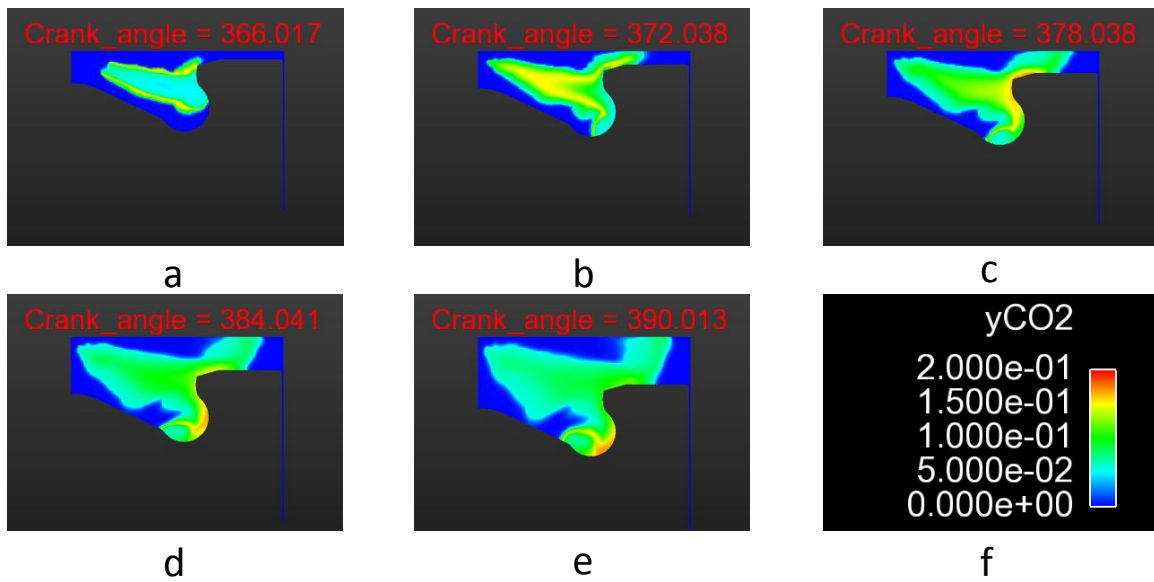 Crank_angle = 366.017
Crank_angle = 372.038
Crank_angle = 378.038
a
b
c
Crank_angle = 384.041
Crank_angle = 390.013
yCO2
2.000e-01
1.500e-01
1.000e-01
5.000e-02
0.000e+00
d
e
f